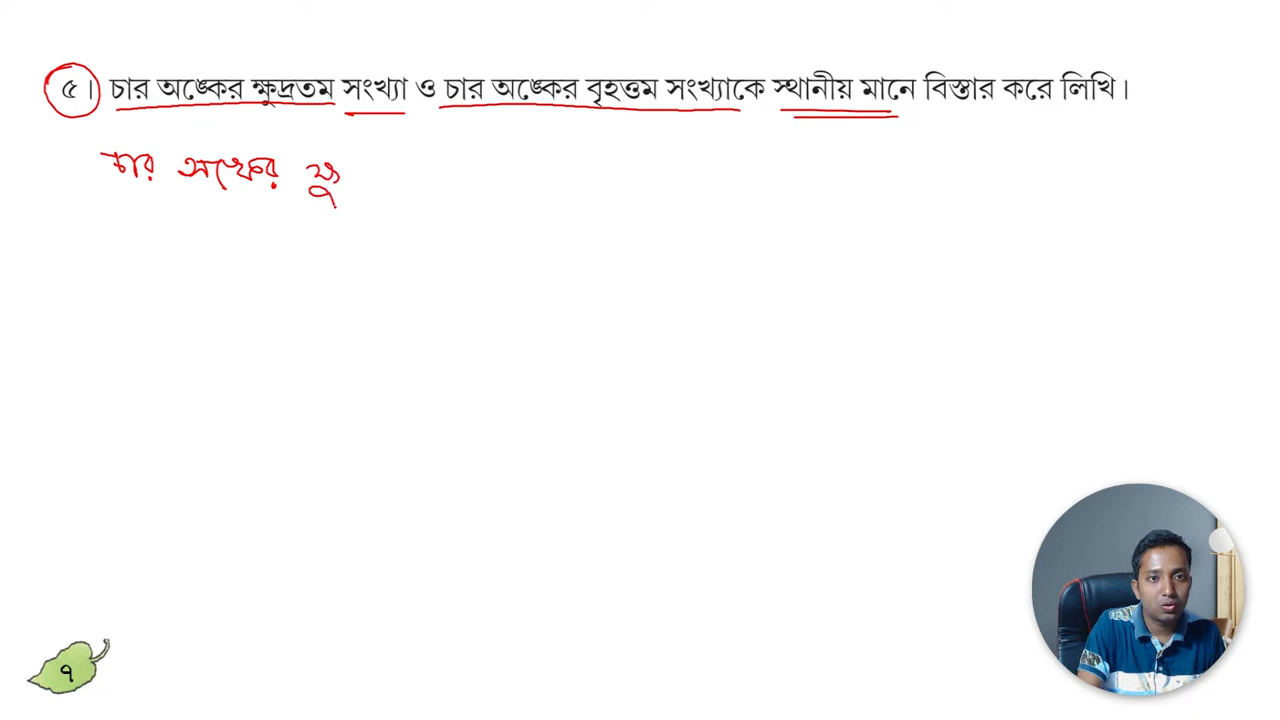 ৫। চার অঙ্কের ক্ষুদ্রতম সংখ্যা ও চার অঙ্কের বৃহত্তম সংখ্যাকে স্থানীয় মানে বিস্তার করে লিখি।
চার অঙ্কের ক্ষু
৭